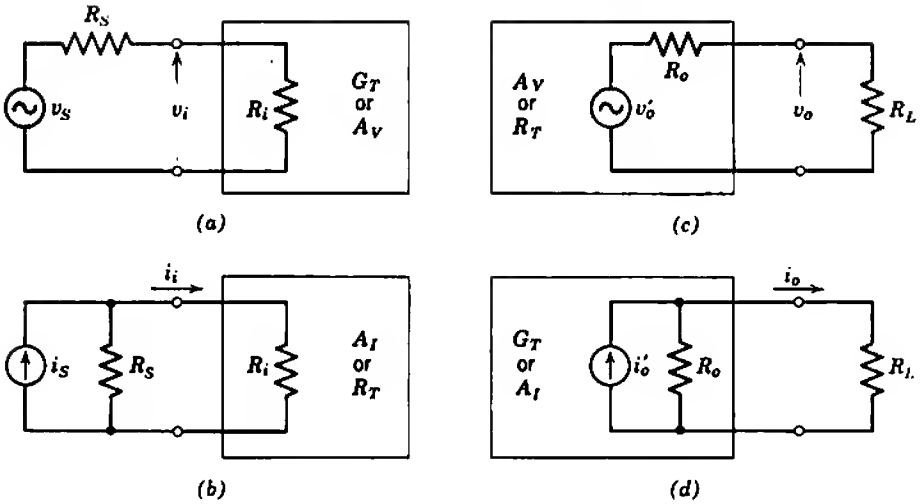 R_S
v_S
v_i
R_i
G_T
or
A_V
(a)
A_V
or
R_T
v'_o
R_o
v_o
R_L
(c)
i_S
R_S
i_i
R_i
A_I
or
R_T
(b)
G_T
or
A_I
i'_o
R_o
i_o
R_L
(d)